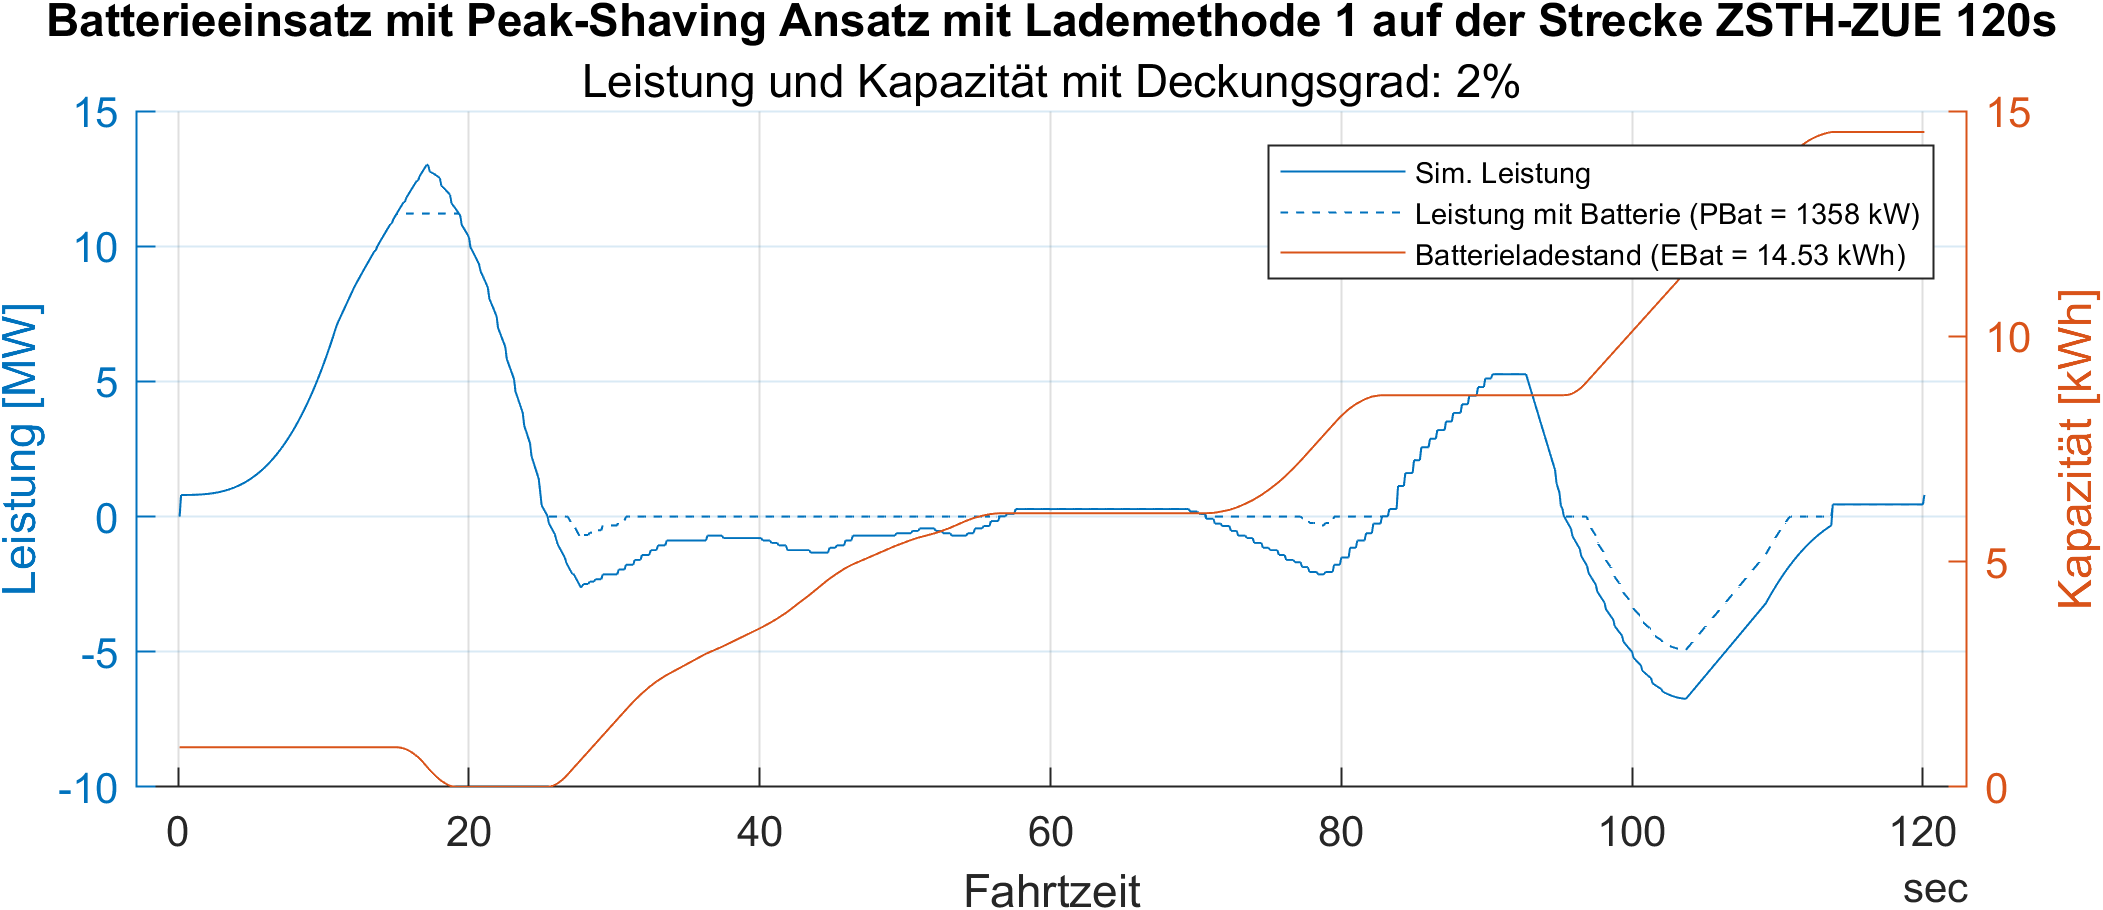 Batterieeinsatz mit Peak-Shaving Ansatz mit Lademethode 1 auf der Strecke ZSTH-ZUE 120s
Leistung und Kapazität mit Deckungsgrad: 2%
Leistung [MW]
15
10
5
0
-5
-10
Sim. Leistung
Leistung mit Batterie (PBat = 1358 kW)
Batterieladestand (EBat = 14.53 kWh)
15
10
5
0
Kapazität [kWh]
0 20 40 60 80 100 120
Fahrtzeit
sec